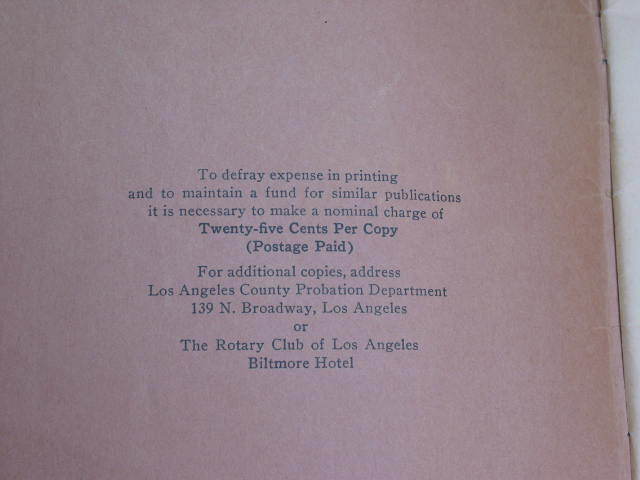 To defray expense in printing
and to maintain a fund for similar publications
it is necessary to make a nominal charge of
Twenty-five Cents Per Copy
(Postage Paid)
For additional copies, address
Los Angeles County Probation Department
139 N. Broadway, Los Angeles
or
The Rotary Club of Los Angeles
Biltmore Hotel